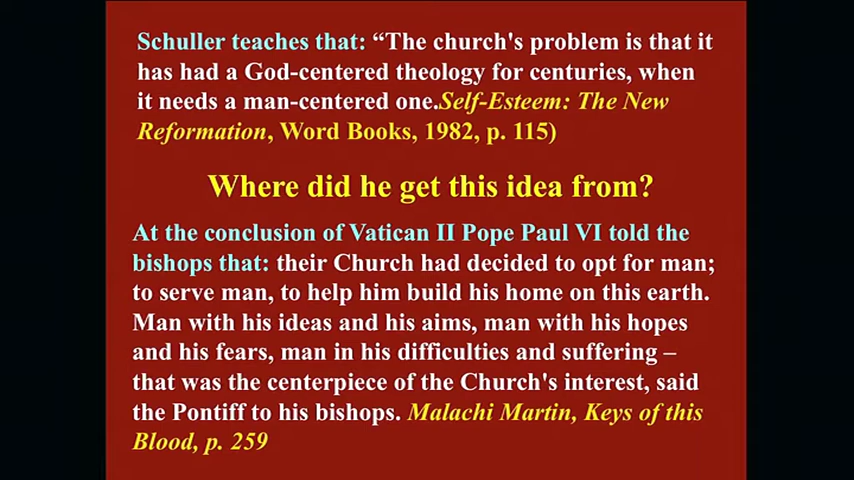 Schuller teaches that: “The church's problem is that it
has had a God-centered theology for centuries, when
it needs a man-centered one.Self-Esteem: The New
Reformation, Word Books, 1982, p. 115)
Where did he get this idea from?
At the conclusion of Vatican II Pope Paul VI told the
bishops that: their Church had decided to opt for man;
to serve man, to help him build his home on this earth.
Man with his ideas and his aims, man with his hopes
and his fears, man in his difficulties and suffering –
that was the centerpiece of the Church's interest, said
the Pontiff to his bishops. Malachi Martin, Keys of this
Blood, p. 259